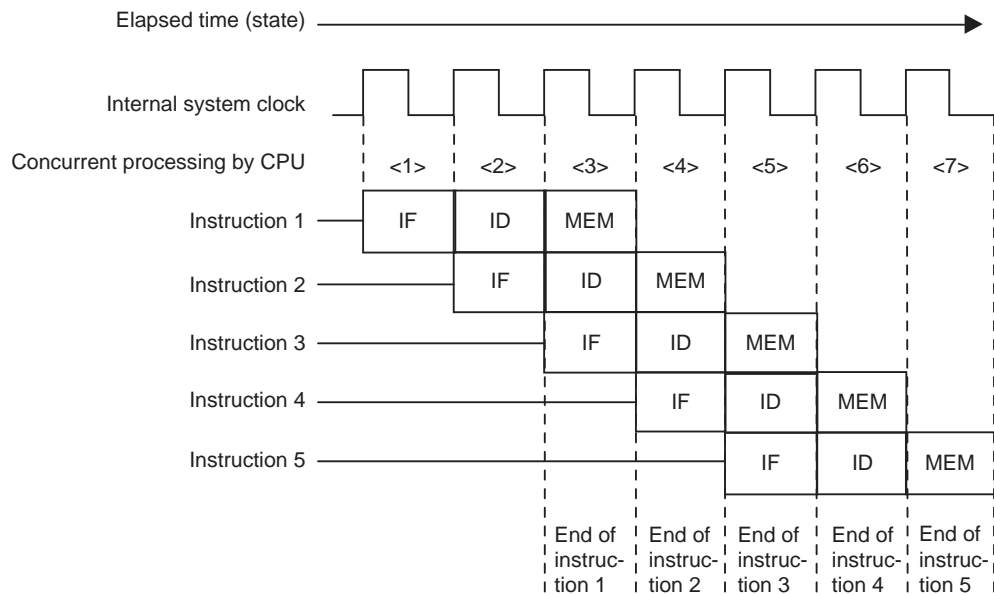 Elapsed time (state)
Internal system clock
Concurrent processing by CPU <1> <2> <3> <4> <5> <6> <7>
Instruction 1 IF ID MEM
Instruction 2 IF ID MEM
Instruction 3 IF ID MEM
Instruction 4 IF ID MEM
Instruction 5 IF ID MEM
End of
instruc-
tion 1
End of
instruc-
tion 2
End of
instruc-
tion 3
End of
instruc-
tion 4
End of
instruc-
tion 5